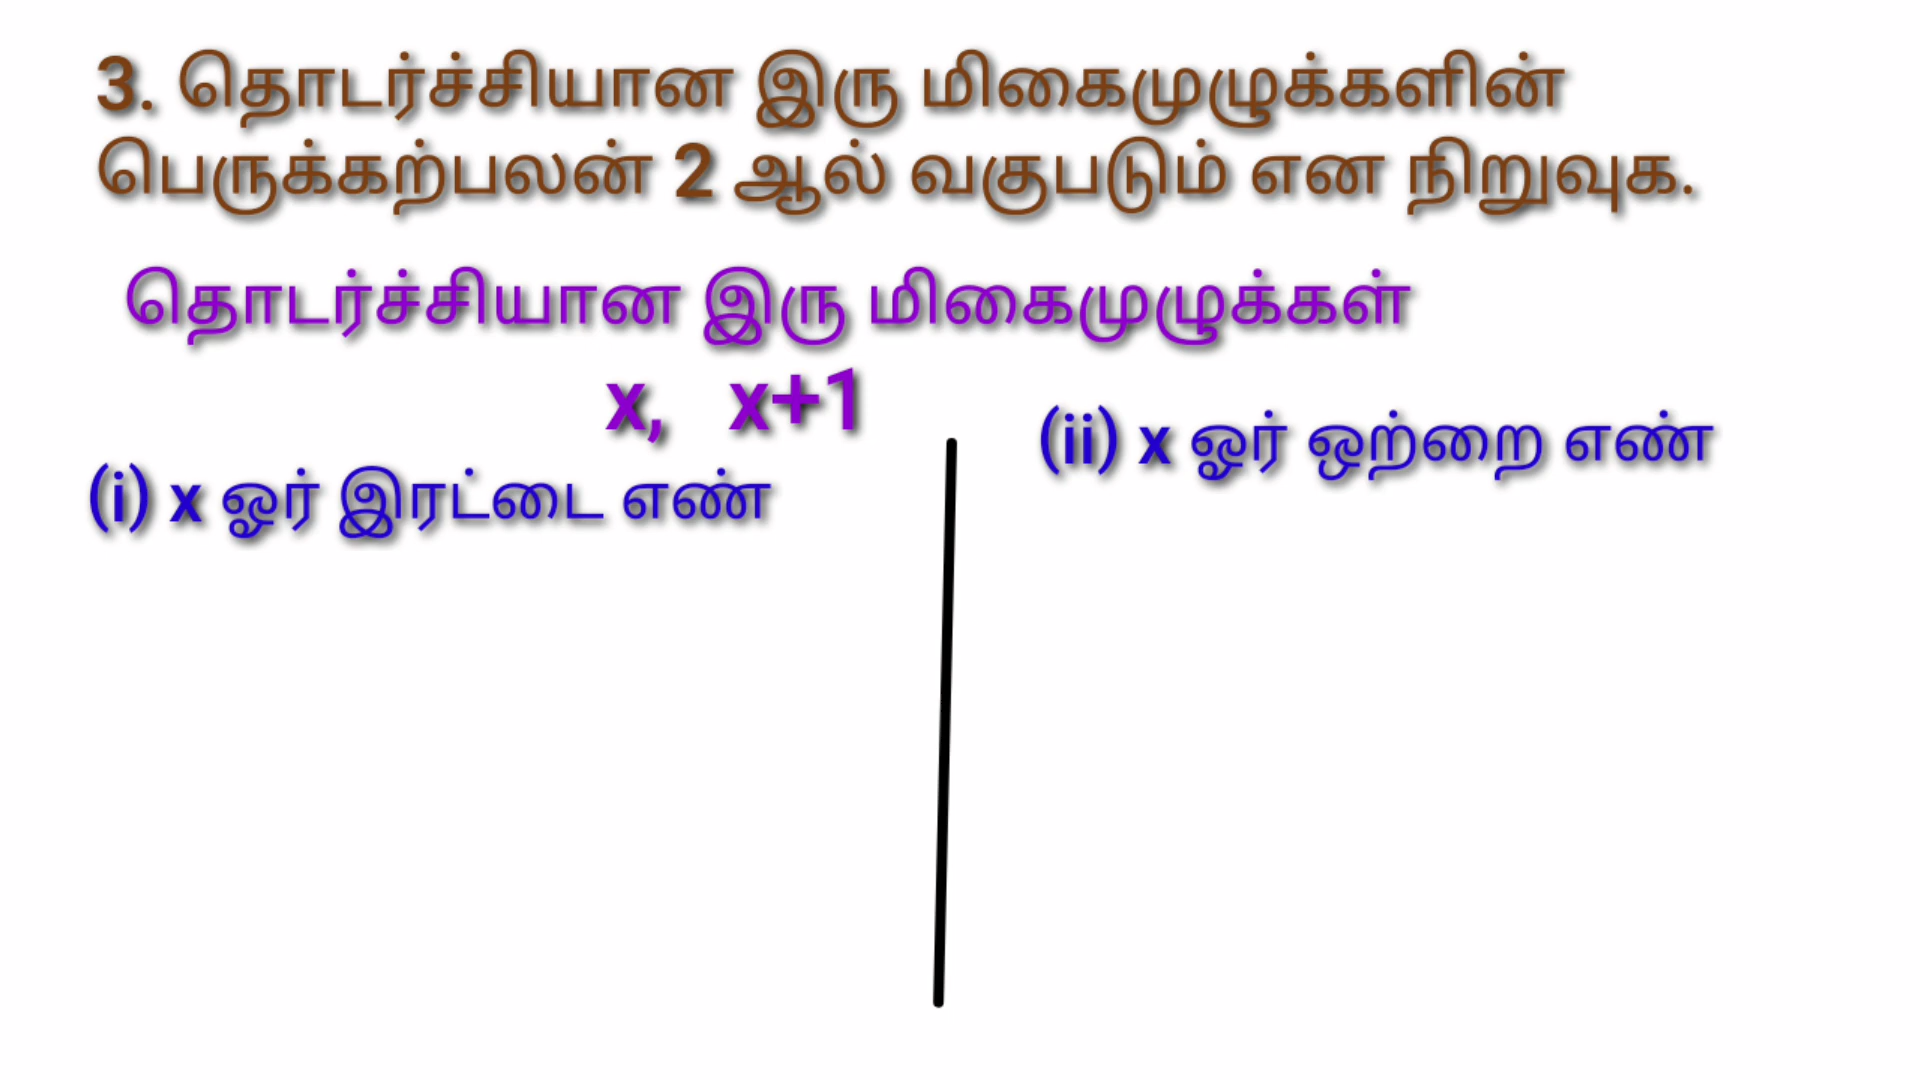 3. தொடர்ச்சியான இரு மிகைமுழுக்களின்
பெருக்கற்பலன் 2 ஆல் வகுபடும் என நிறுவுக.
தொடர்ச்சியான இரு மிகைமுழுக்கள்
x, x+1
(i) x ஓர் இரட்டை எண்
(ii) x ஓர் ஒற்றை எண்